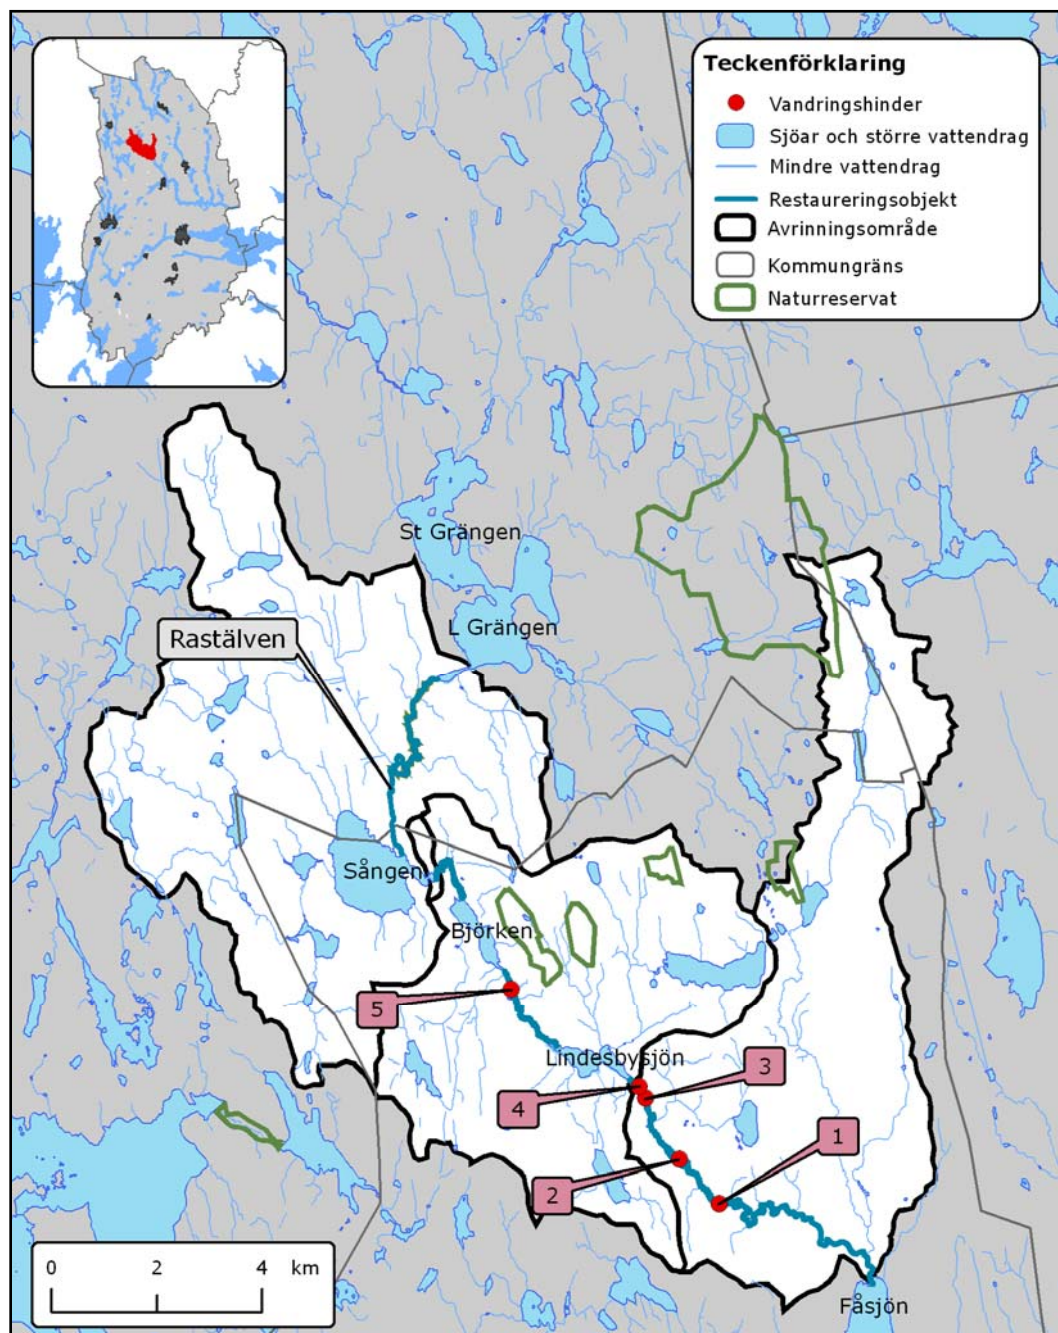 Teckenförklaring
Vandringshinder
Sjöar och större vattendrag
Mindre vattendrag
Restaureringsobjekt
Avrinningsområde
Kommungräns
Naturreservat
St Grängen
L Grängen
Rastälven
Sången
Björken
5
Lindesbysjön
3
4
1
2
0 2 4 km
Fåsjön